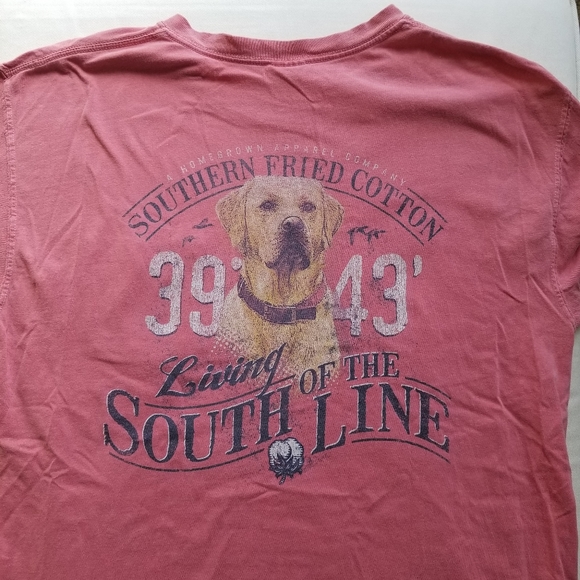 A HOMEGROWN APPAREL COMPANY
SOUTHERN FRIED COTTON
39° 43'
Living
OF THE
SOUTH LINE